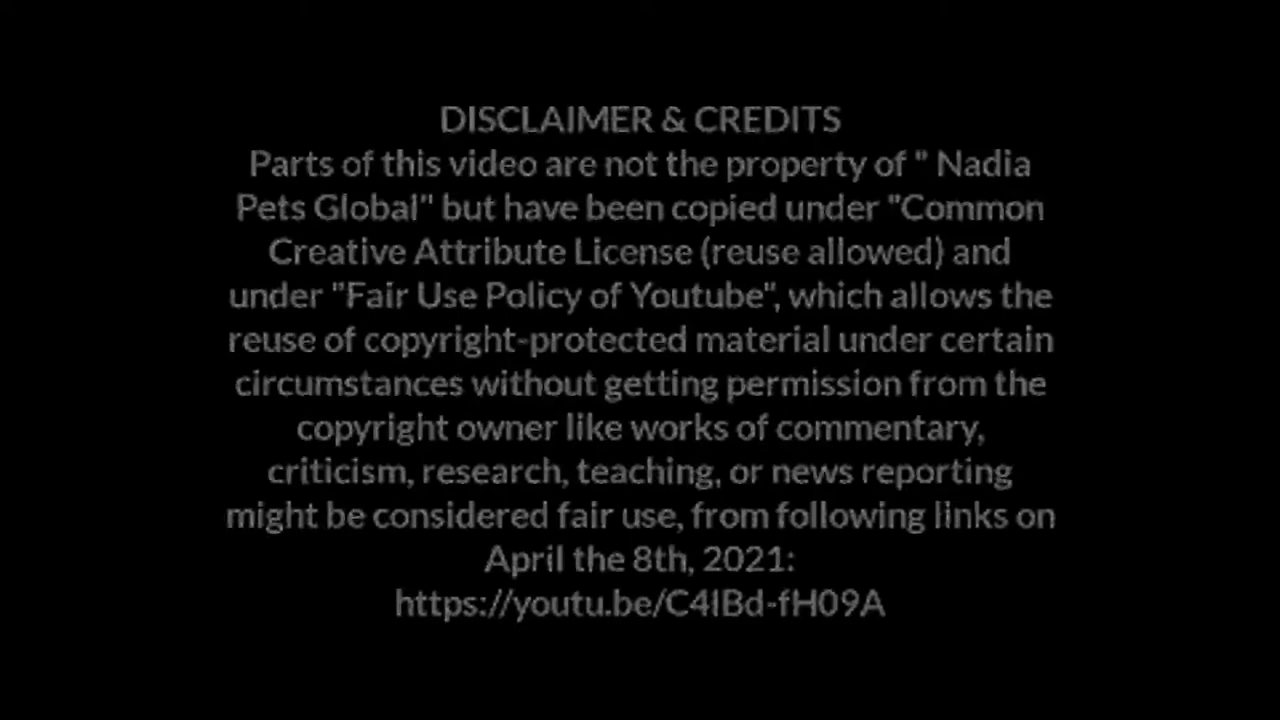 DISCLAIMER & CREDITS
Parts of this video are not the property of " Nadia
Pets Global" but have been copied under "Common
Creative Attribute License (reuse allowed) and
under "Fair Use Policy of Youtube", which allows the
reuse of copyright-protected material under certain
circumstances without getting permission from the
copyright owner like works of commentary,
criticism, research, teaching, or news reporting
might be considered fair use, from following links on
April the 8th, 2021:
https://youtu.be/C4IBd-fH09A